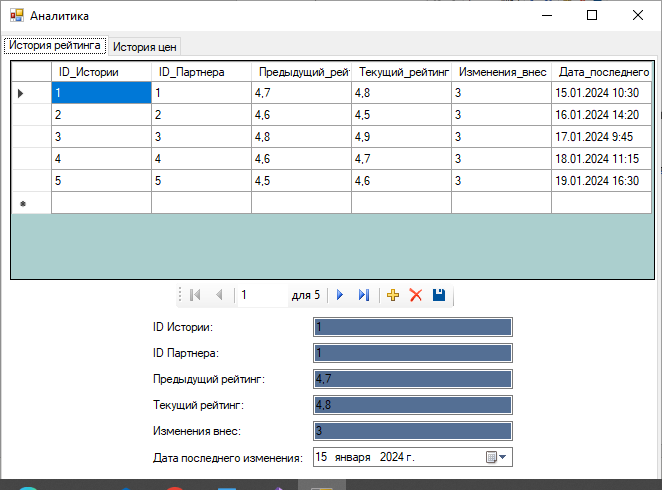 Аналитика
История рейтинга История цен
ID_Истории ID_Партнера Предыдущий_рей Текущий_рейтинг Изменения_внес Дата_последнего
1 1 4,7 4,8 3 15.01.2024 10:30
2 2 4,6 4,5 3 16.01.2024 14:20
3 3 4,8 4,9 3 17.01.2024 9:45
4 4 4,6 4,7 3 18.01.2024 11:15
5 5 4,5 4,6 3 19.01.2024 16:30
1 для 5
ID Истории: 1
ID Партнера: 1
Предыдущий рейтинг: 4,7
Текущий рейтинг: 4,8
Изменения внес: 3
Дата последнего изменения: 15 января 2024 г.